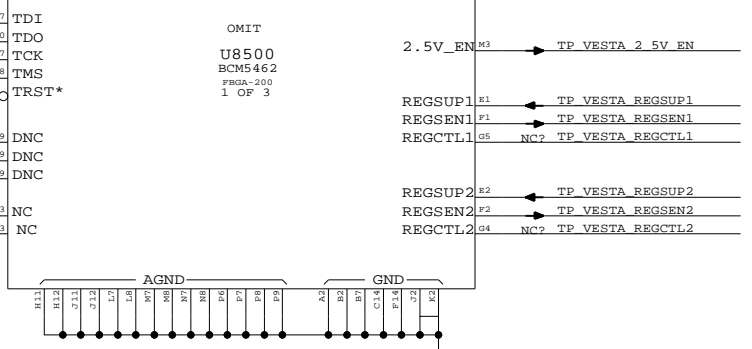 TDI
TDO
TCK
TMS
TRST*
DNC
DNC
DNC
NC
NC
OMIT
U8500
BCM5462
FBGA-200
1 OF 3
2.5V_EN M3 TP_VESTA_2_5V_EN
REGSUP1 E1 TP_VESTA_REGSUP1
REGSEN1 F1 TP_VESTA_REGSEN1
REGCTL1 G5 NC? TP_VESTA_REGCTL1
REGSUP2 E2 TP_VESTA_REGSUP2
REGSEN2 F2 TP_VESTA_REGSEN2
REGCTL2 G4 NC? TP_VESTA_REGCTL2
AGND GND
H11 H12 J11 J12 L7 L8 M7 M8 N7 N8 P6 P7 P8 P9 A2 B2 B7 C14 F14 J2 K2